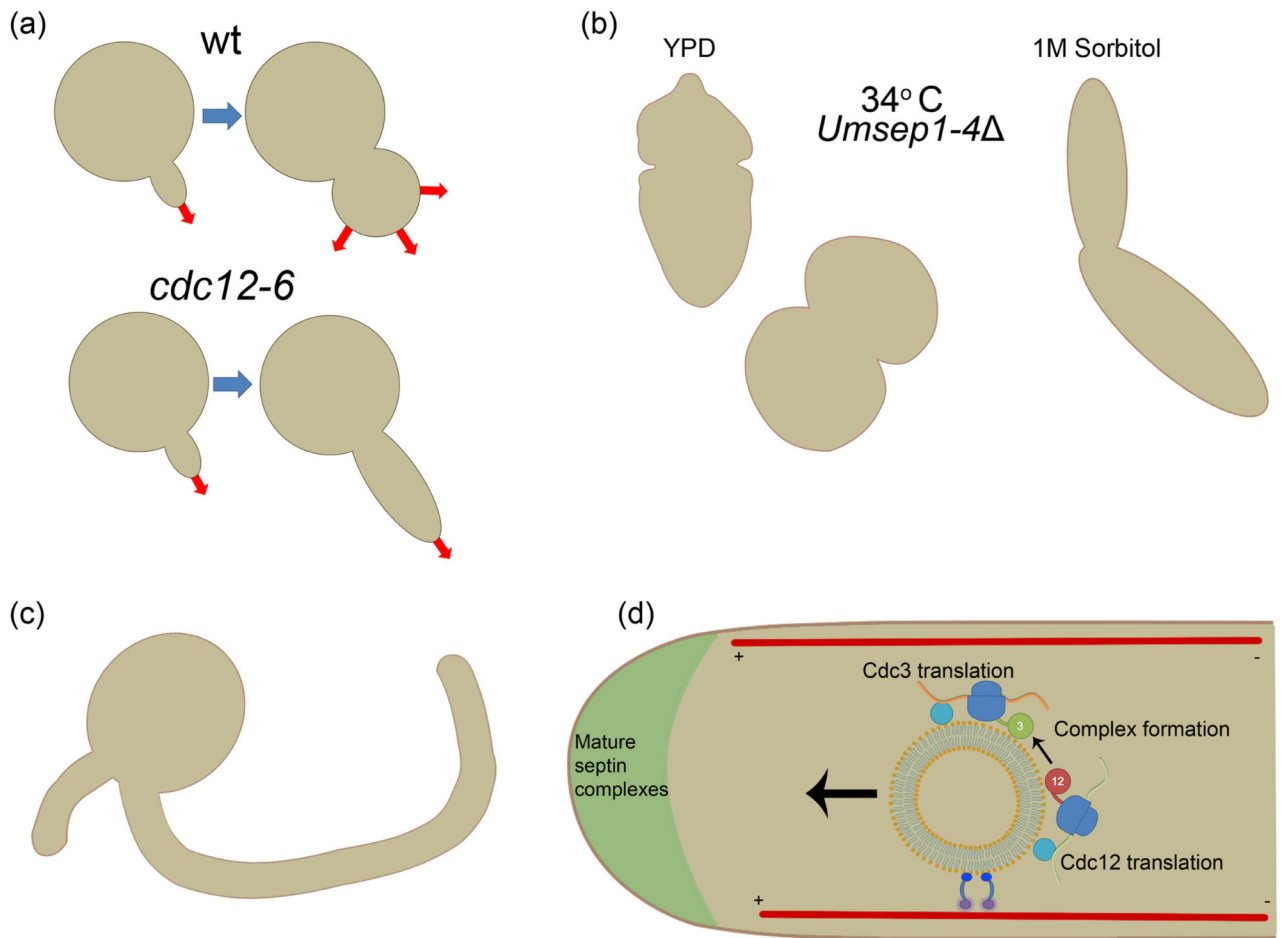 (a)
wt
cdc12-6
(b)
YPD
1M Sorbitol
34° C
Umsep1-4Δ
(c)
(d)
+
-
Cdc3 translation
3
Complex formation
Mature
septin
complexes
12
Cdc12 translation
+
-